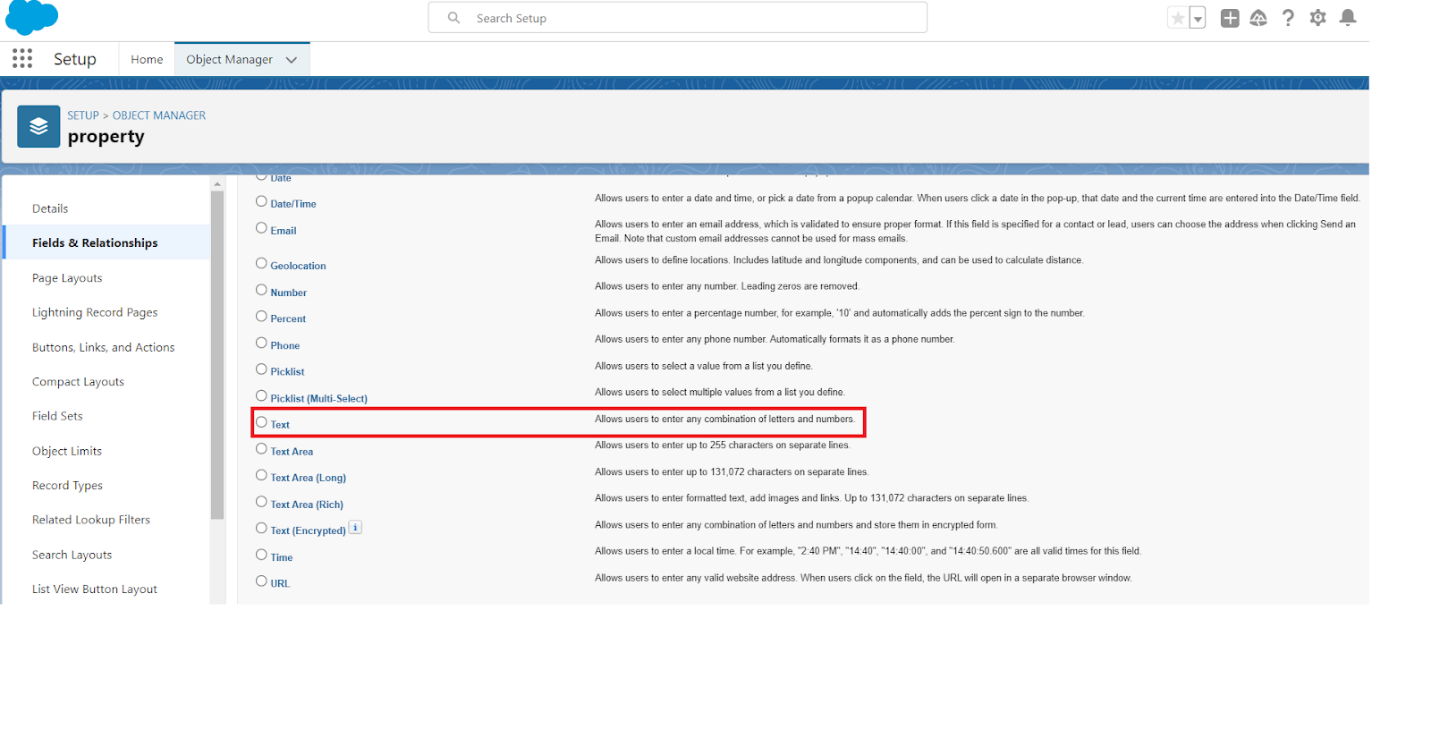 Search Setup
Setup
Home
Object Manager
SETUP > OBJECT MANAGER
property
Details
Fields & Relationships
Page Layouts
Lightning Record Pages
Buttons, Links, and Actions
Compact Layouts
Field Sets
Object Limits
Record Types
Related Lookup Filters
Search Layouts
List View Button Layout
Date
Date/Time Allows users to enter a date and time, or pick a date from a popup calendar. When users click a date in the pop-up, that date and the current time are entered into the Date/Time field.
Email Allows users to enter an email address, which is validated to ensure proper format. If this field is specified for a contact or lead, users can choose the address when clicking Send an
Email. Note that custom email addresses cannot be used for mass emails.
Geolocation Allows users to define locations. Includes latitude and longitude components, and can be used to calculate distance.
Number Allows users to enter any number. Leading zeros are removed.
Percent Allows users to enter a percentage number, for example, '10' and automatically adds the percent sign to the number.
Phone Allows users to enter any phone number. Automatically formats it as a phone number.
Picklist Allows users to select a value from a list you define.
Picklist (Multi-Select) Allows users to select multiple values from a list you define.
Text Allows users to enter any combination of letters and numbers.
Text Area Allows users to enter up to 255 characters on separate lines.
Text Area (Long) Allows users to enter up to 131,072 characters on separate lines.
Text Area (Rich) Allows users to enter formatted text, add images and links. Up to 131,072 characters on separate lines.
Text (Encrypted) i Allows users to enter any combination of letters and numbers and store them in encrypted form.
Time Allows users to enter a local time. For example, "2:40 PM", "14:40", "14:40:00", and "14:40:50.600" are all valid times for this field.
URL Allows users to enter any valid website address. When users click on the field, the URL will open in a separate browser window.